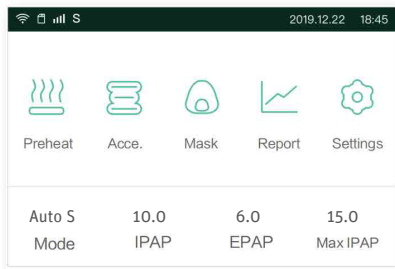 S 2019.12.22 18:45
Preheat Acce. Mask Report Settings
Auto S 10.0 6.0 15.0
Mode IPAP EPAP Max IPAP